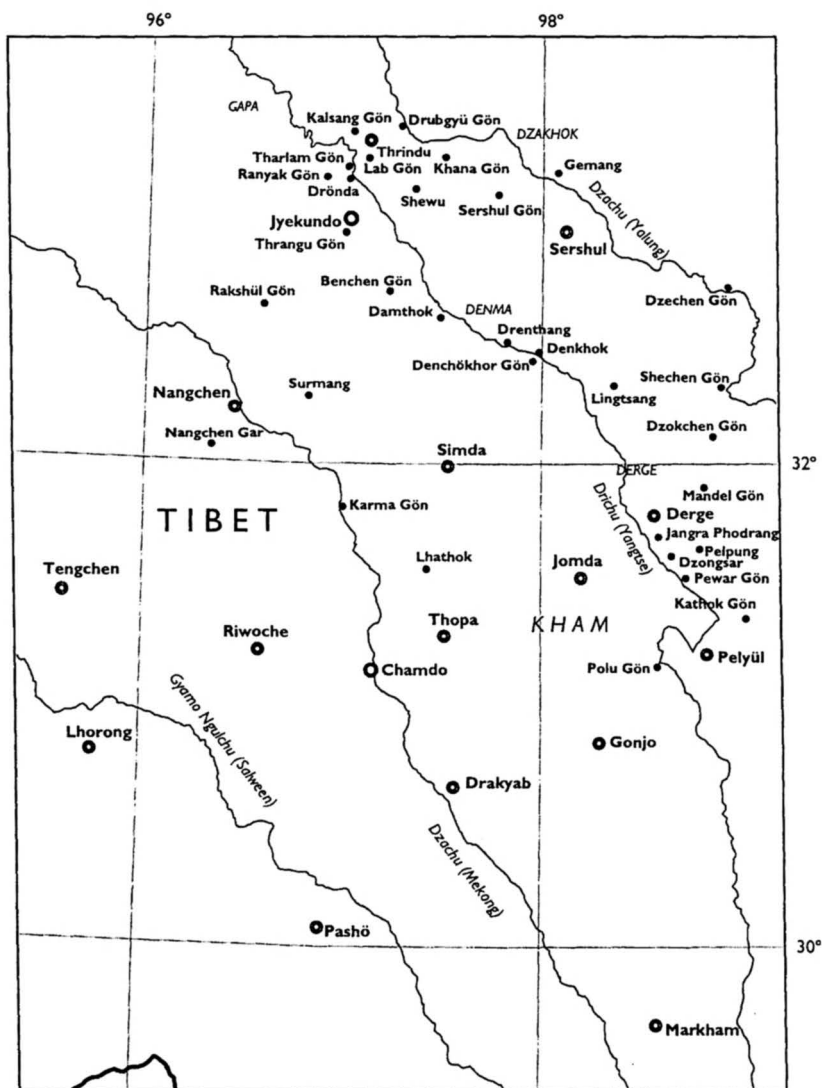 96°
98°
GAPA
Kalsang Gön
Drubgyü Gön
DZAKHOK
Thrindu
Tharlam Gön
Lab Gön
Khana Gön
Gemang
Ranyak Gön
Drönda
Shewu
Sershul Gön
Dzachu (Yalung)
Jyekundo
Thrangu Gön
Sershul
Rakshül Gön
Benchen Gön
Dzechen Gön
Damthok
DENMA
Drenthang
Denkhok
Denchökhor Gön
Nangchen
Surmang
Shechen Gön
Lingtsang
Nangchen Gar
Dzokchen Gön
Simda
32°
DERGE
Mandel Gön
Karma Gön
Drichu (Yangtse)
Derge
TIBET
Jangra Phodrang
Pelpung
Lhathok
Jomda
Dzongsar
Tengchen
Pewar Gön
Kathok Gön
Thopa
KHAM
Riwoche
Pelyül
Chamdo
Polu Gön
Gyamo Ngulchu (Salween)
Lhorong
Gonjo
Drakyab
Dzachu (Mekong)
Pashö
30°
Markham